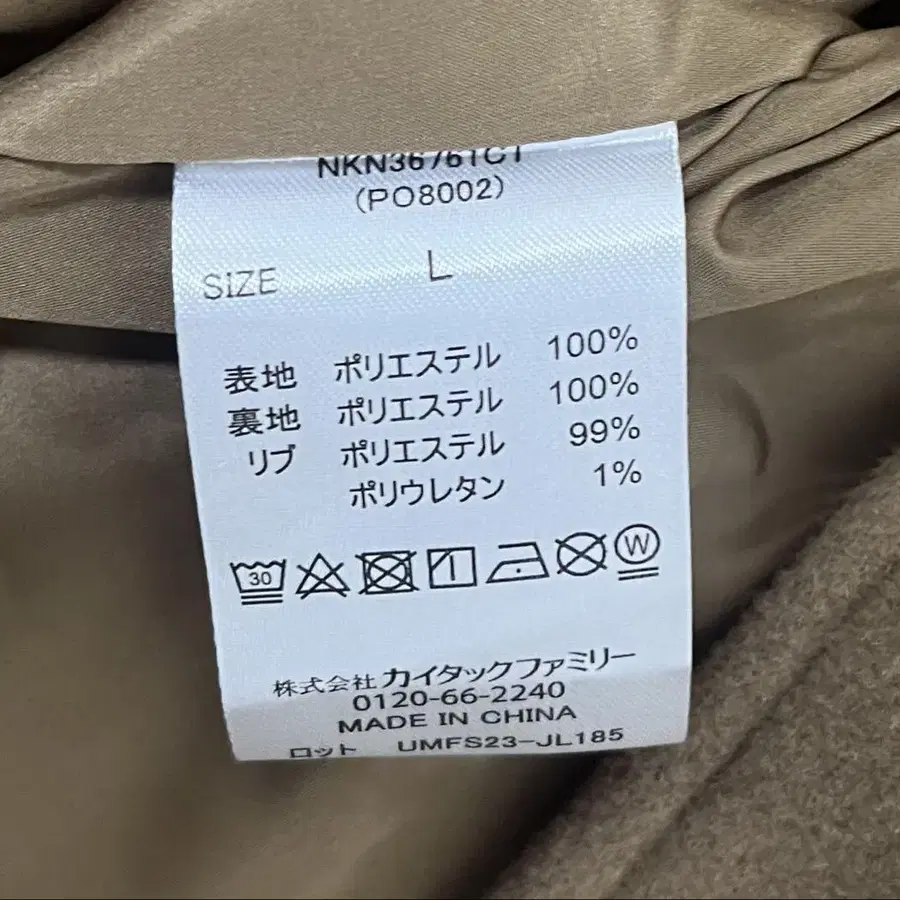 NKN36761CT
(PO8002)
SIZE L
表地 ポリエステル 100%
裏地 ポリエステル 100%
リブ ポリエステル 99%
ポリウレタン 1%
30 W
株式会社カイタックファミリー
0120-66-2240
MADE IN CHINA
ロット UMFS23-JL185